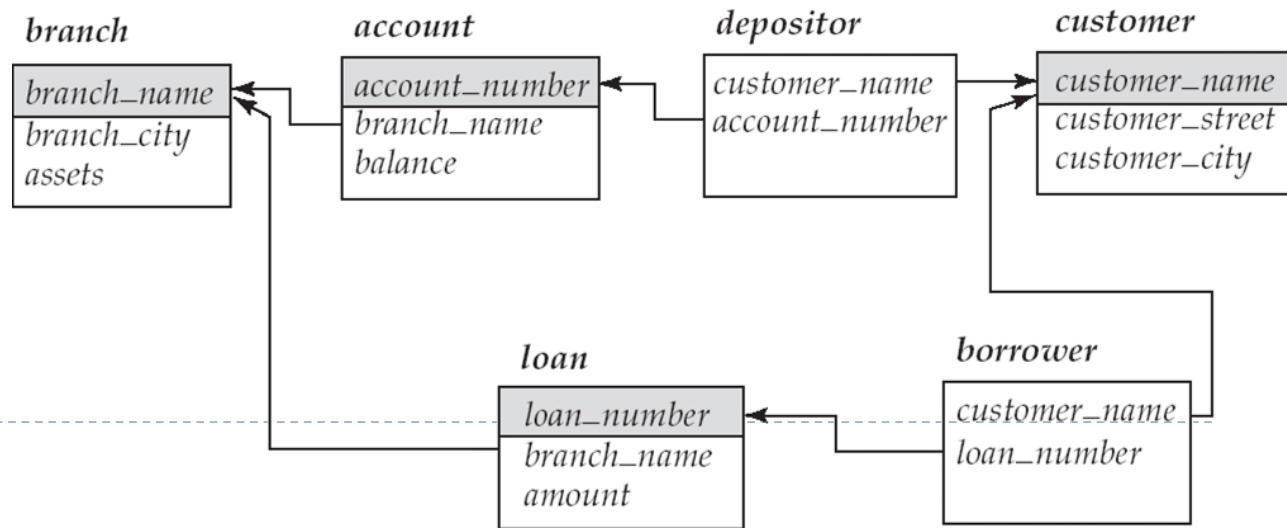 branch
branch_name
branch_city
assets
account
account_number
branch_name
balance
depositor
customer_name
account_number
customer
customer_name
customer_street
customer_city
loan
loan_number
branch_name
amount
borrower
customer_name
loan_number